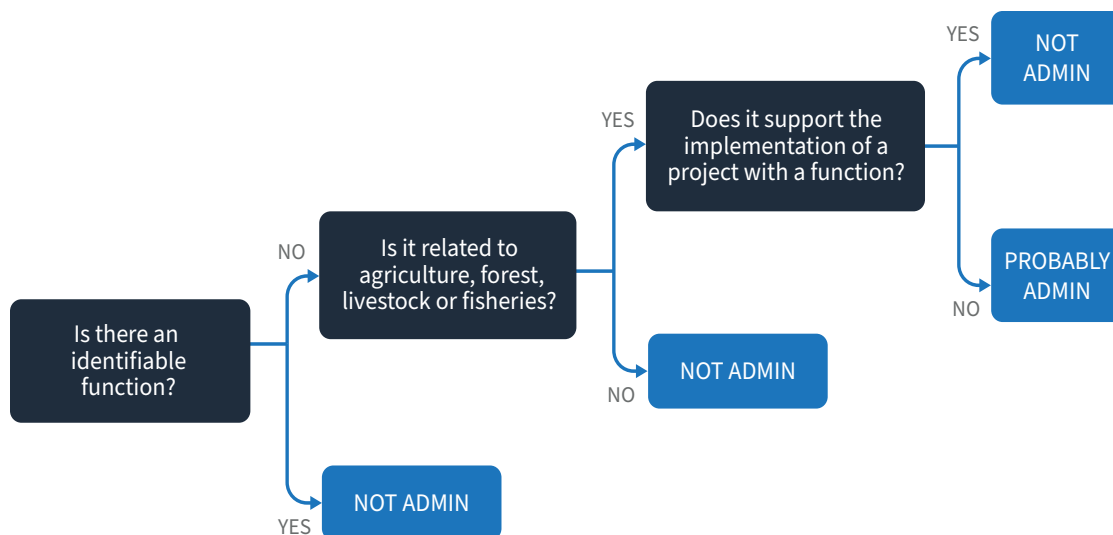 YES
NOT
ADMIN
Does it support the
implementation of a
project with a function?
YES
PROBABLY
ADMIN
NO
Is it related to
agriculture, forest,
livestock or fisheries?
NO
NOT ADMIN
NO
Is there an
identifiable
function?
NOT ADMIN
YES